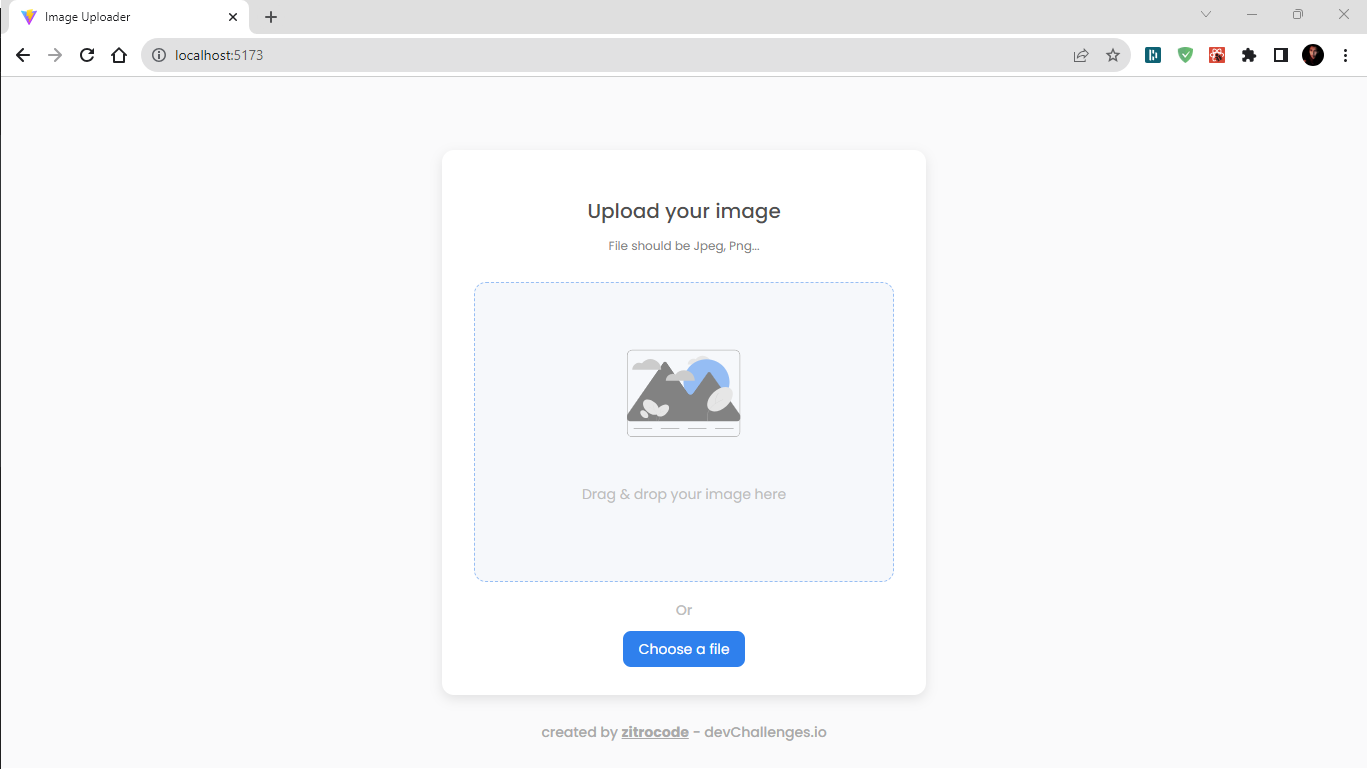 Image Uploader
localhost:5173
Upload your image
File should be Jpeg, Png...
Drag & drop your image here
Or
Choose a file
created by zitrocode - devChallenges.io